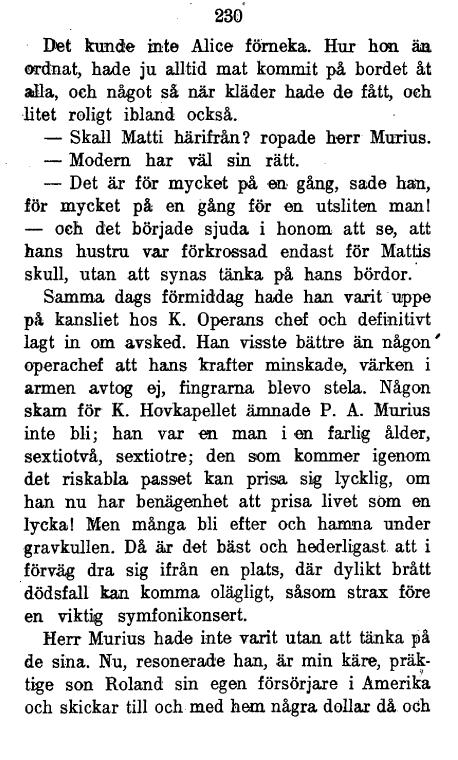 230
Det kunde inte Alice förneka. Hur hon än
ordnat, hade ju alltid mat kommit på bordet åt
alla, och något så när kläder hade de fått, och
litet roligt ibland också.
— Skall Matti härifrån? ropade herr Murius.
— Modern har väl sin rätt.
— Det är för mycket på en gång, sade han,
för mycket på en gång för en utsliten man!
— och det började sjuda i honom att se, att
hans hustru var förkrossad endast för Mattis
skull, utan att synas tänka på hans bördor.
Samma dags förmiddag hade han varit uppe
på kansliet hos K. Operans chef och definitivt
lagt in om avsked. Han visste bättre än någon
operachef att hans krafter minskade, värken i
armen avtog ej, fingrarna blevo stela. Någon
skam för K. Hovkapellet ämnade P. A. Murius
inte bli; han var en man i en farlig ålder,
sextiotvå, sextiotre; den som kommer igenom
det riskabla passet kan prisa sig lycklig, om
han nu har benägenhet att prisa livet som en
lycka! Men många bli efter och hamna under
gravkullen. Då är det bäst och hederligast att i
förväg dra sig ifrån en plats, där dylikt brått
dödsfall kan komma olägligt, såsom strax före
en viktig symfonikonsert.
Herr Murius hade inte varit utan att tänka på
de sina. Nu, resonerade han, är min käre, präk-
tige son Roland sin egen försörjare i Amerika
och skickar till och med hem några dollar då och